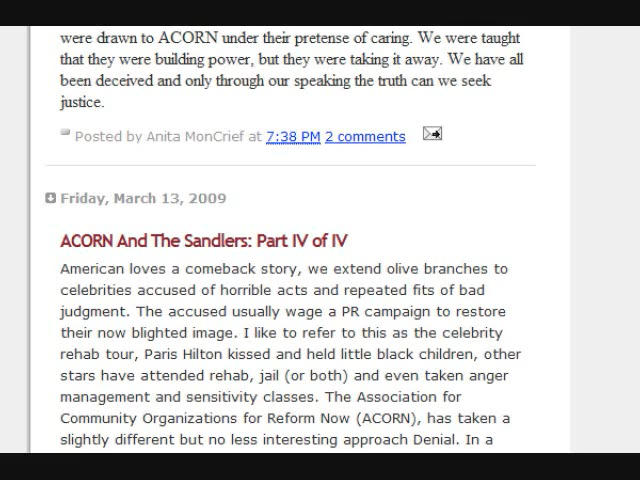 were drawn to ACORN under their pretense of caring. We were taught
that they were building power, but they were taking it away. We have all
been deceived and only through our speaking the truth can we seek
justice.
Posted by Anita MonCrief at 7:38 PM 2 comments
Friday, March 13, 2009
ACORN And The Sandlers: Part IV of IV
American loves a comeback story, we extend olive branches to
celebrities accused of horrible acts and repeated fits of bad
judgment. The accused usually wage a PR campaign to restore
their now blighted image. I like to refer to this as the celebrity
rehab tour, Paris Hilton kissed and held little black children, other
stars have attended rehab, jail (or both) and even taken anger
management and sensitivity classes. The Association for
Community Organizations for Reform Now (ACORN), has taken a
slightly different but no less interesting approach Denial. In a